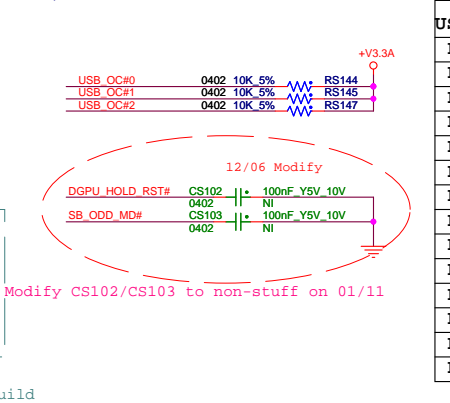 +V3.3A
USB_OC#0 0402 10K_5% RS144
USB_OC#1 0402 10K_5% RS145
USB_OC#2 0402 10K_5% RS147
12/06 Modify
DGPU_HOLD_RST# CS102 100nF_Y5V_10V
0402 NI
SB_ODD_MD# CS103 100nF_Y5V_10V
0402 NI
Modify CS102/CS103 to non-stuff on 01/11
uild